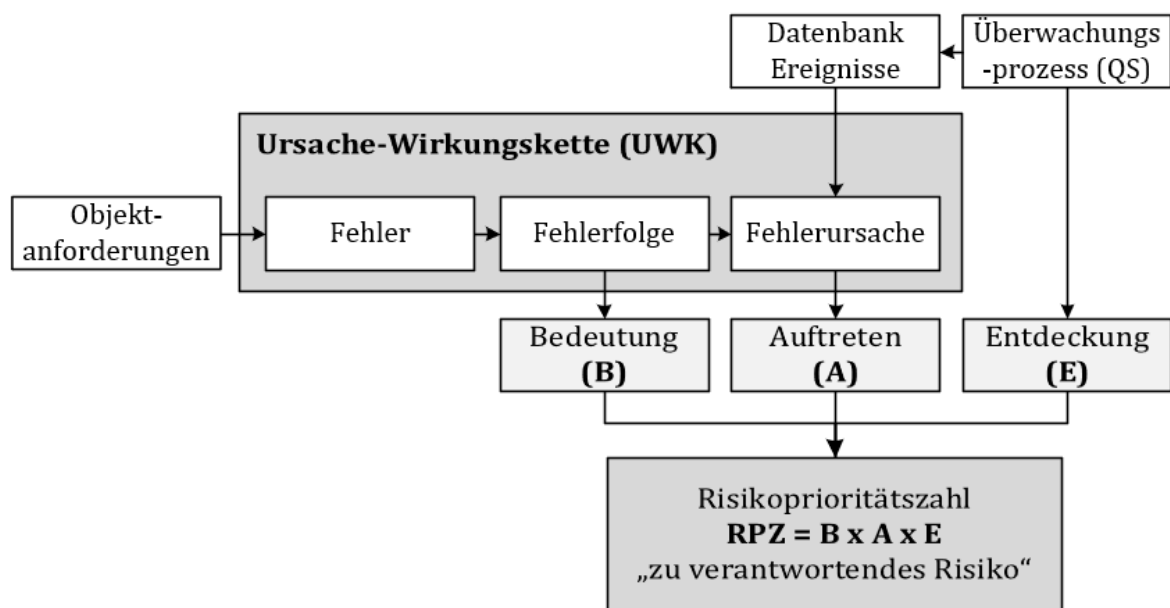 Datenbank
Ereignisse
Überwachungs
-prozess (QS)
Ursache-Wirkungskette (UWK)
Objekt-
anforderungen
Fehler
Fehlerfolge
Fehlerursache
Bedeutung
(B)
Auftreten
(A)
Entdeckung
(E)
Risikoprioritätszahl
RPZ = B x A x E
„zu verantwortendes Risiko“